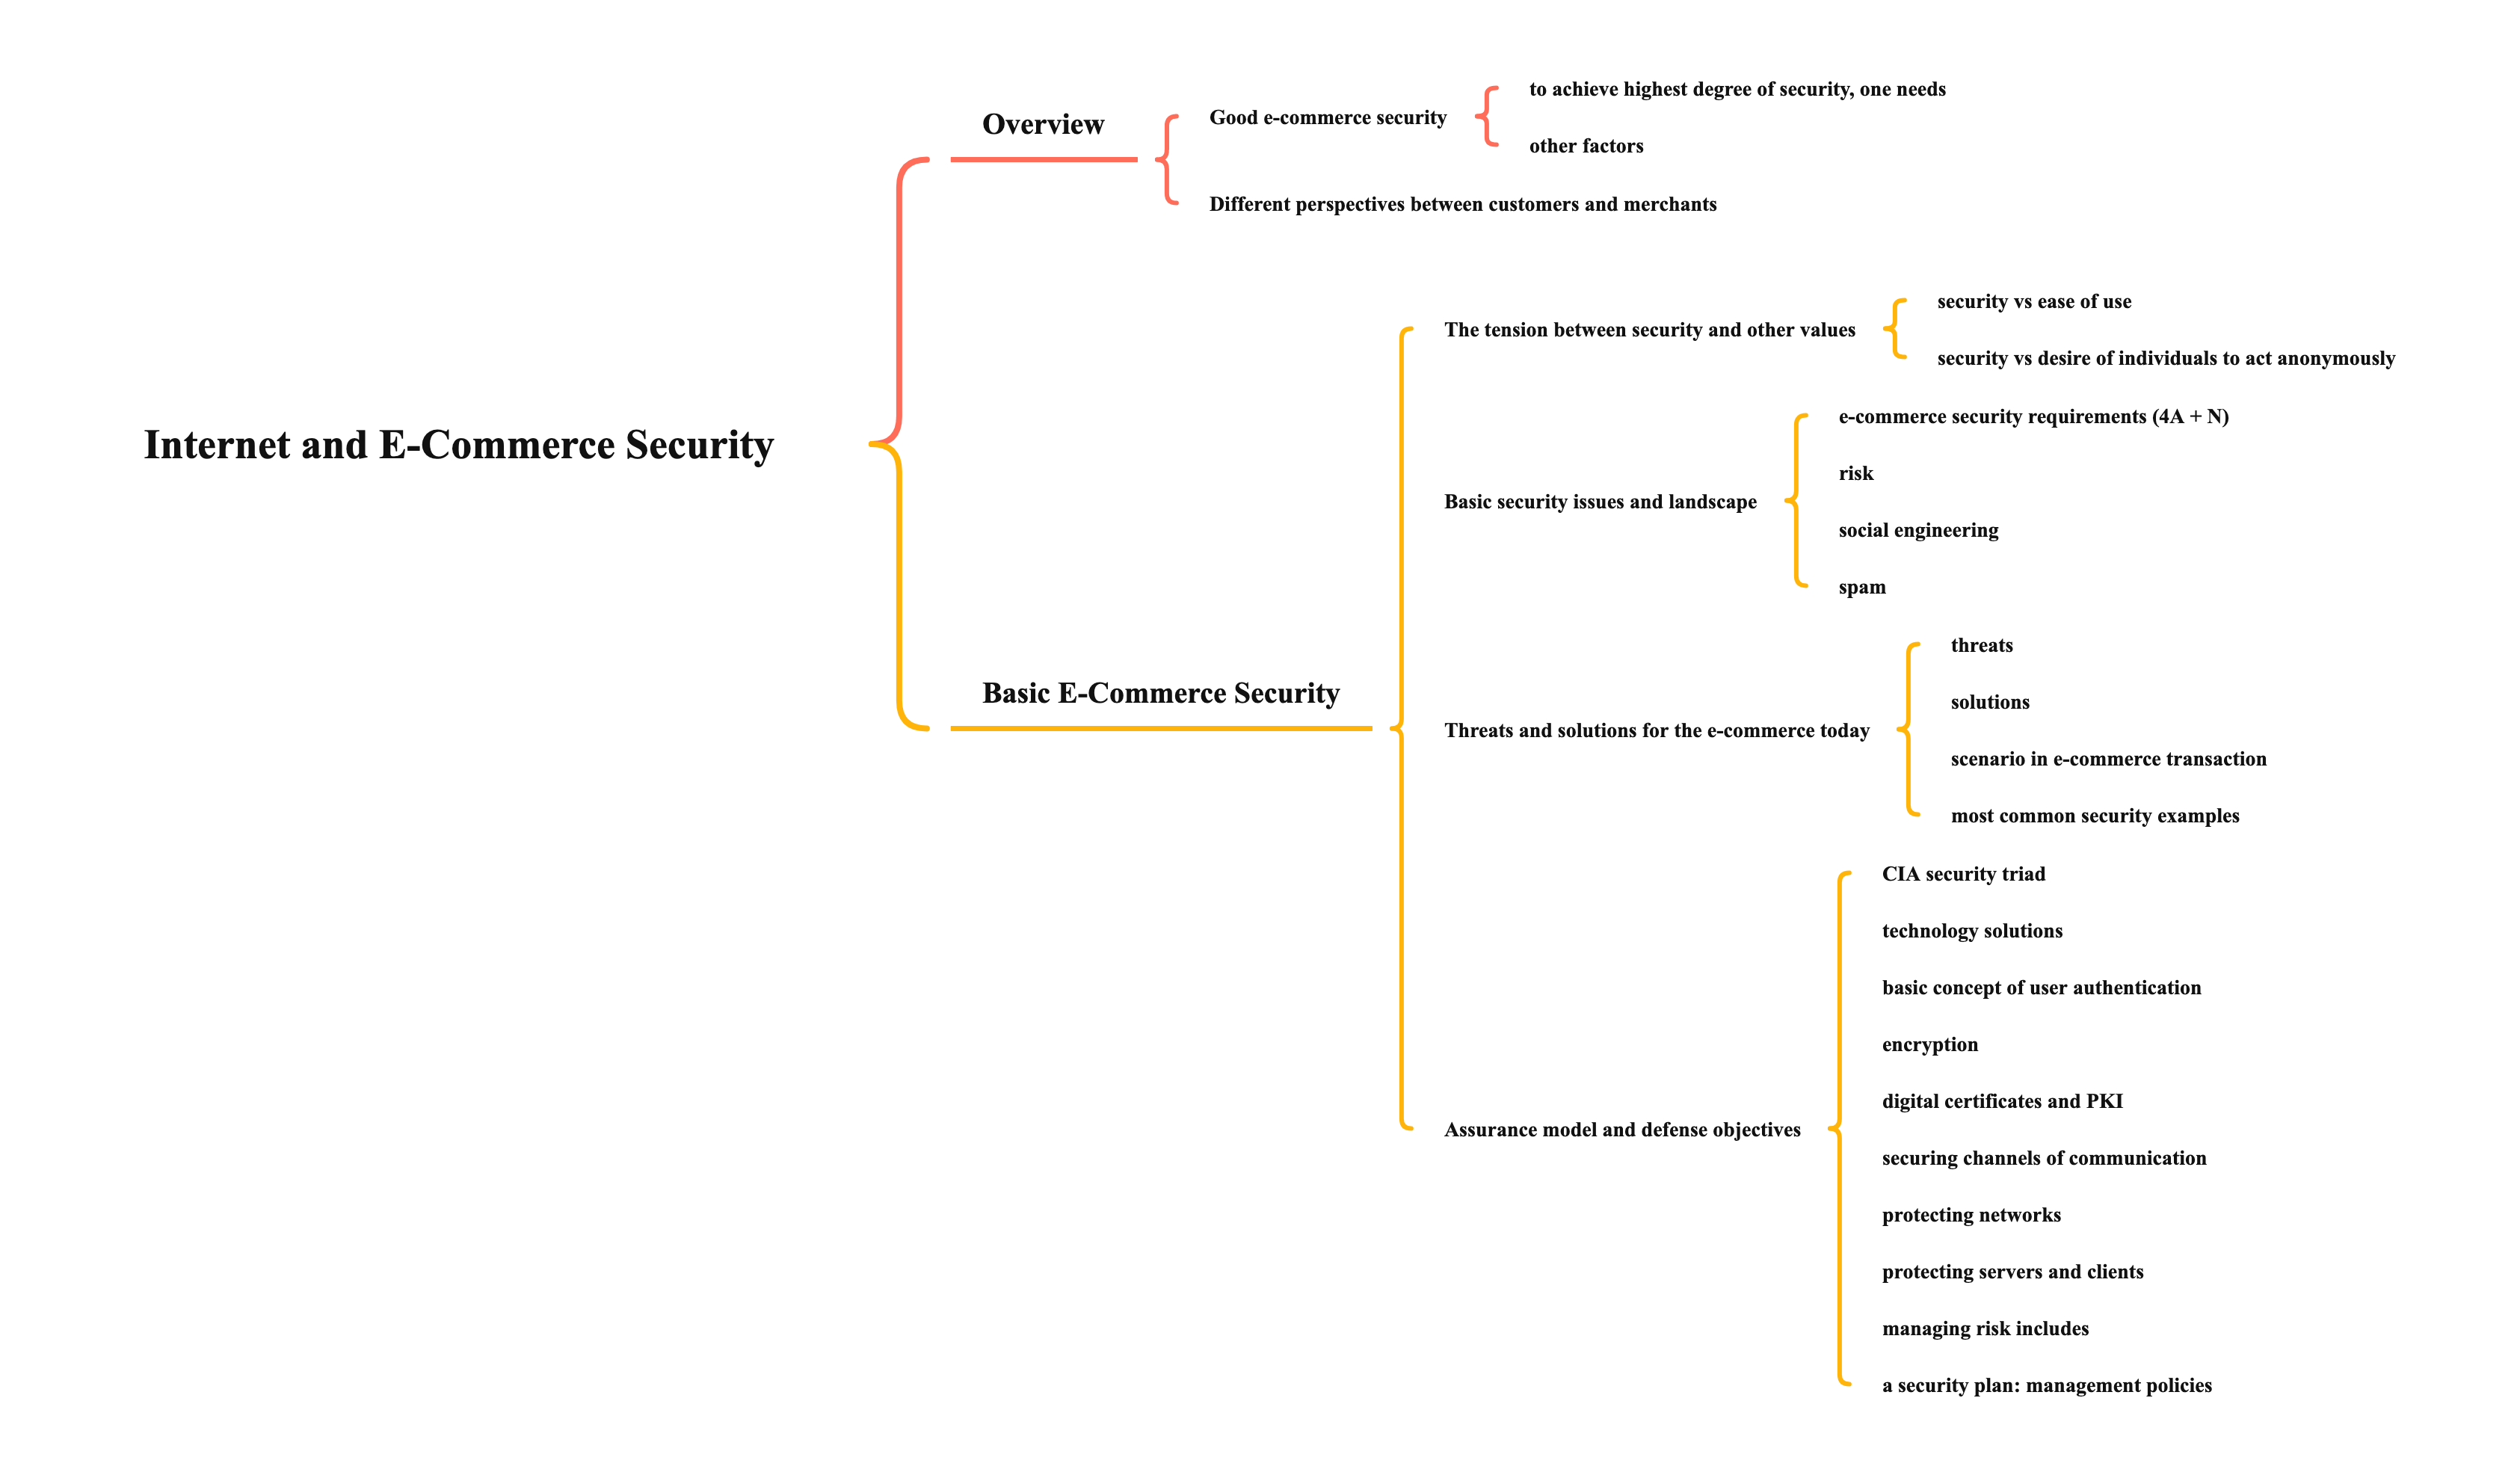 Internet and E-Commerce Security
Overview
Good e-commerce security
to achieve highest degree of security, one needs
other factors
Different perspectives between customers and merchants
Basic E-Commerce Security
The tension between security and other values
security vs ease of use
security vs desire of individuals to act anonymously
Basic security issues and landscape
e-commerce security requirements (4A + N)
risk
social engineering
spam
Threats and solutions for the e-commerce today
threats
solutions
scenario in e-commerce transaction
most common security examples
Assurance model and defense objectives
CIA security triad
technology solutions
basic concept of user authentication
encryption
digital certificates and PKI
securing channels of communication
protecting networks
protecting servers and clients
managing risk includes
a security plan: management policies